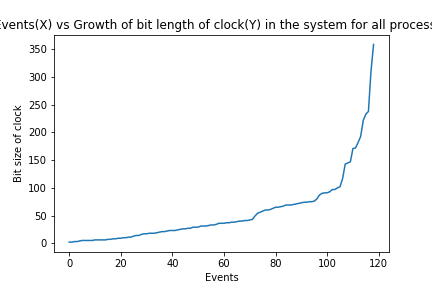 Events(X) vs Growth of bit length of clock(Y) in the system for all process
350
300
250
200
150
100
50
0
Bit size of clock
0 20 40 60 80 100 120
Events